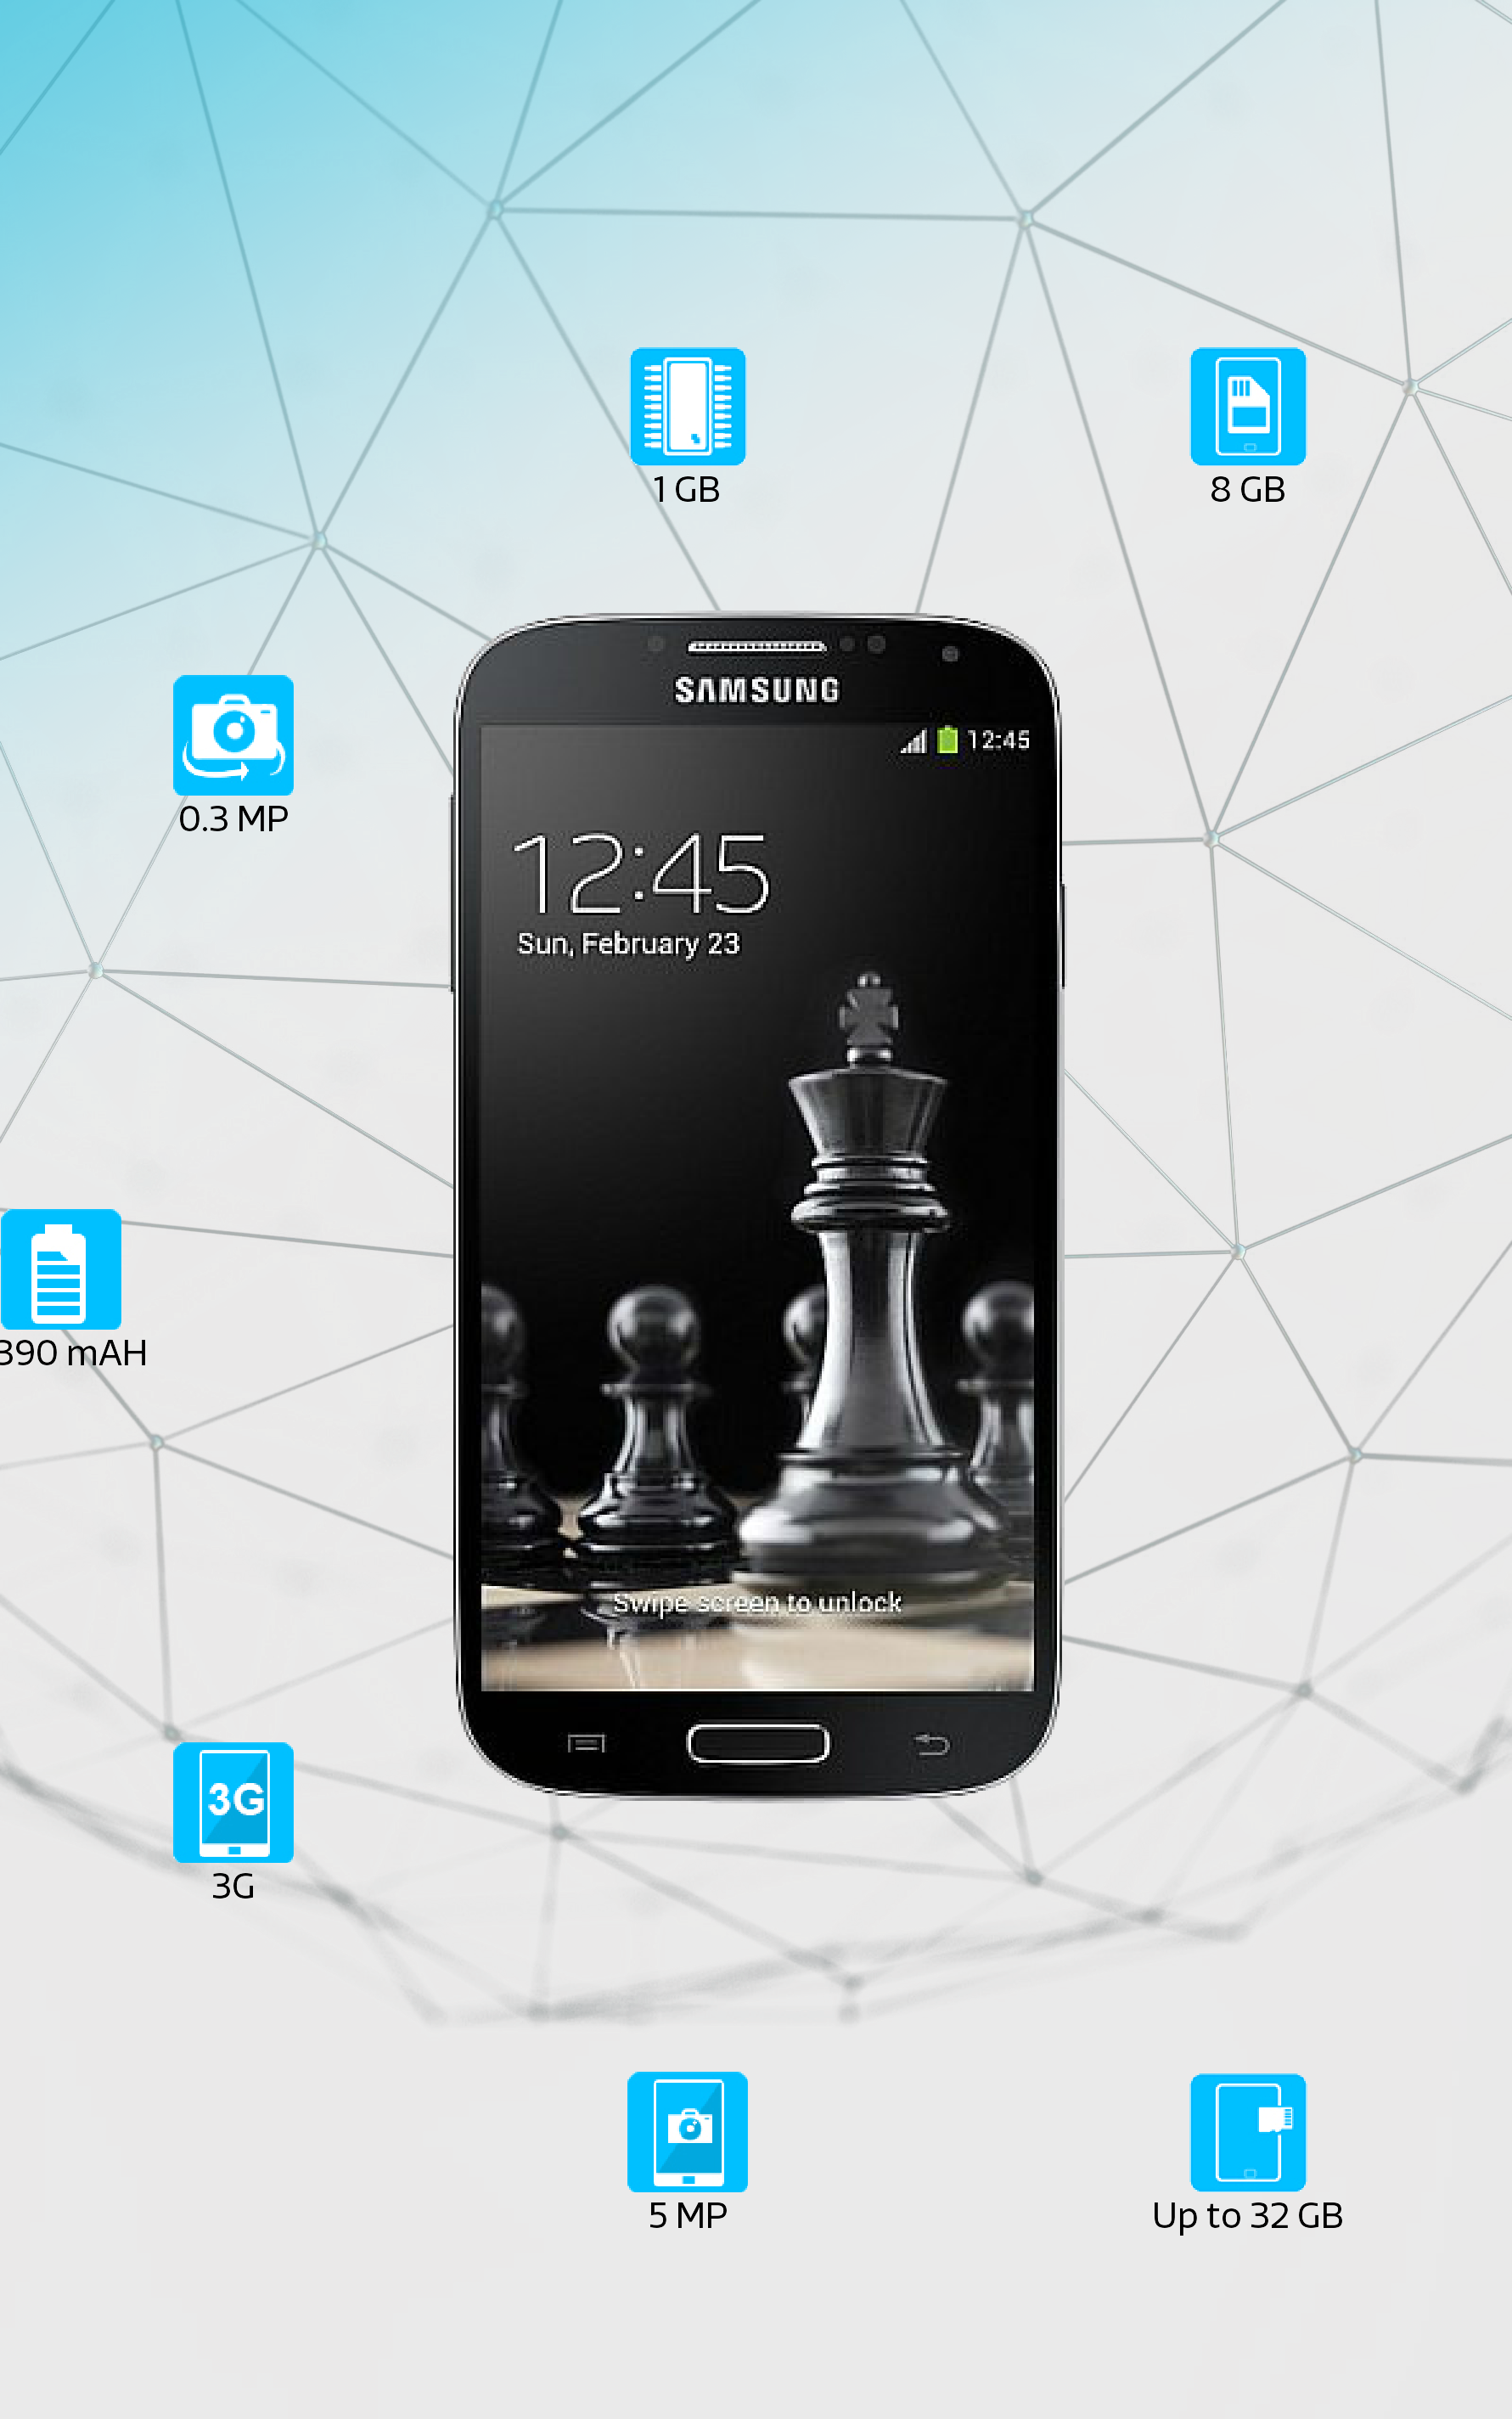 1 GB
8 GB
SAMSUNG
12:45
0.3 MP
12:45
Sun, February 23
390 mAH
Swipe screen to unlock
3G
3G
5 MP
Up to 32 GB